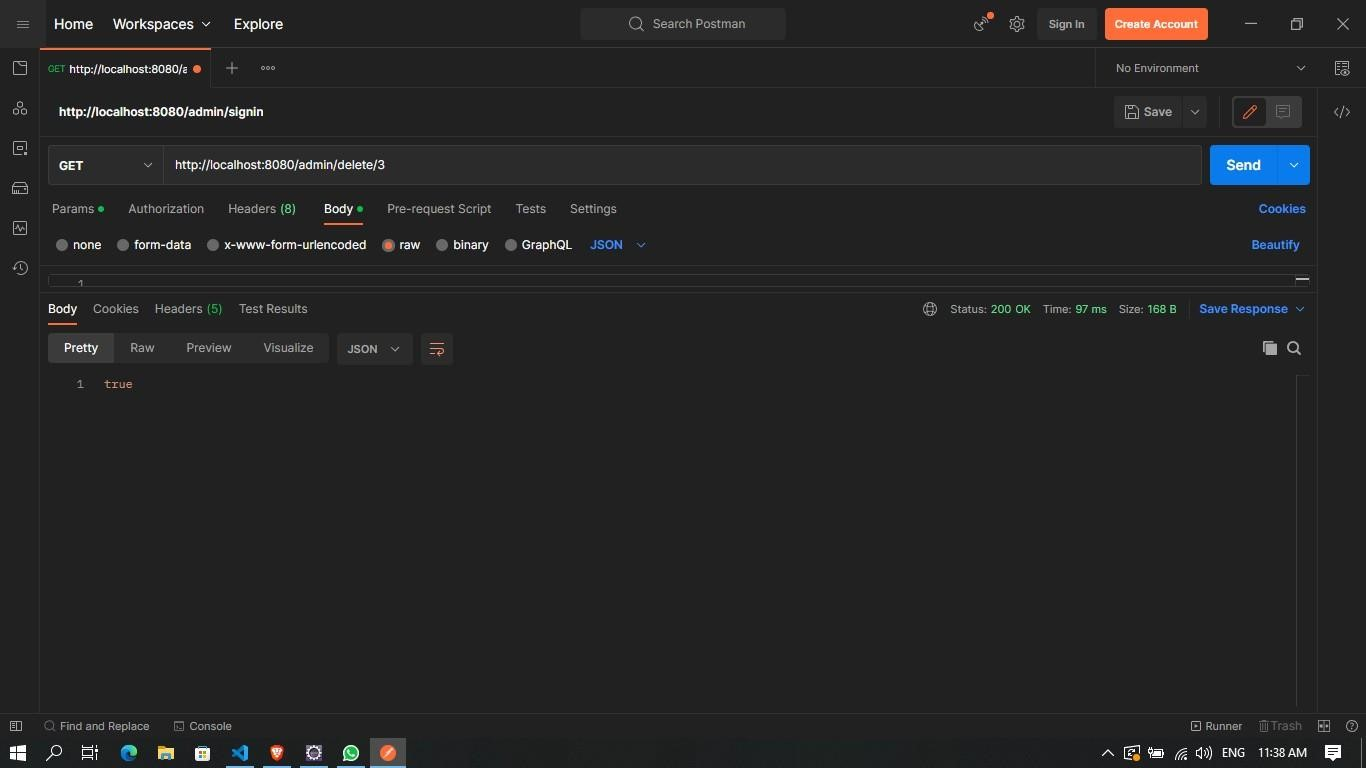 Home Workspaces Explore Search Postman Sign In Create Account
GET http://localhost:8080/a No Environment
http://localhost:8080/admin/signin Save
GET http://localhost:8080/admin/delete/3 Send
Params Authorization Headers (8) Body Pre-request Script Tests Settings Cookies
none form-data x-www-form-urlencoded raw binary GraphQL JSON Beautify
1
Body Cookies Headers (5) Test Results Status: 200 OK Time: 97 ms Size: 168 B Save Response
Pretty Raw Preview Visualize JSON
1 true
Find and Replace Console Runner Trash
ENG 11:38 AM